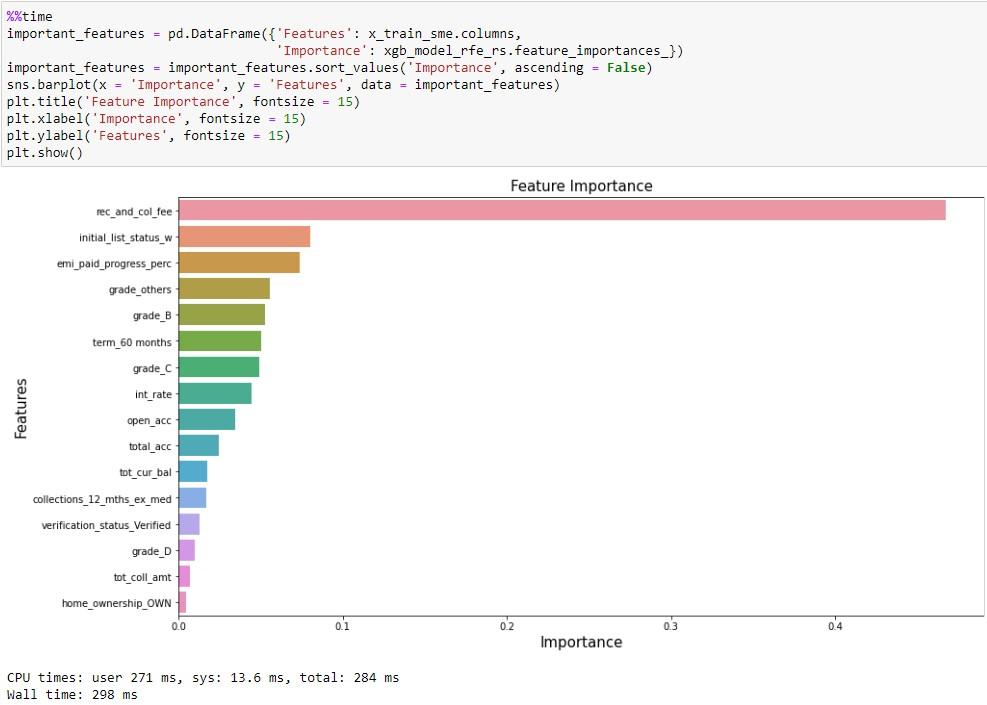 %%time
important_features = pd.DataFrame({'Features': x_train_sme.columns,
                                   'Importance': xgb_model_rfe_rs.feature_importances_})
important_features = important_features.sort_values('Importance', ascending = False)
sns.barplot(x = 'Importance', y = 'Features', data = important_features)
plt.title('Feature Importance', fontsize = 15)
plt.xlabel('Importance', fontsize = 15)
plt.ylabel('Features', fontsize = 15)
plt.show()
Feature Importance
Features
rec_and_col_fee
initial_list_status_w
emi_paid_progress_perc
grade_others
grade_B
term_60 months
grade_C
int_rate
open_acc
total_acc
tot_cur_bal
collections_12_mths_ex_med
verification_status_Verified
grade_D
tot_coll_amt
home_ownership_OWN
0.0 0.1 0.2 0.3 0.4
Importance
CPU times: user 271 ms, sys: 13.6 ms, total: 284 ms
Wall time: 298 ms